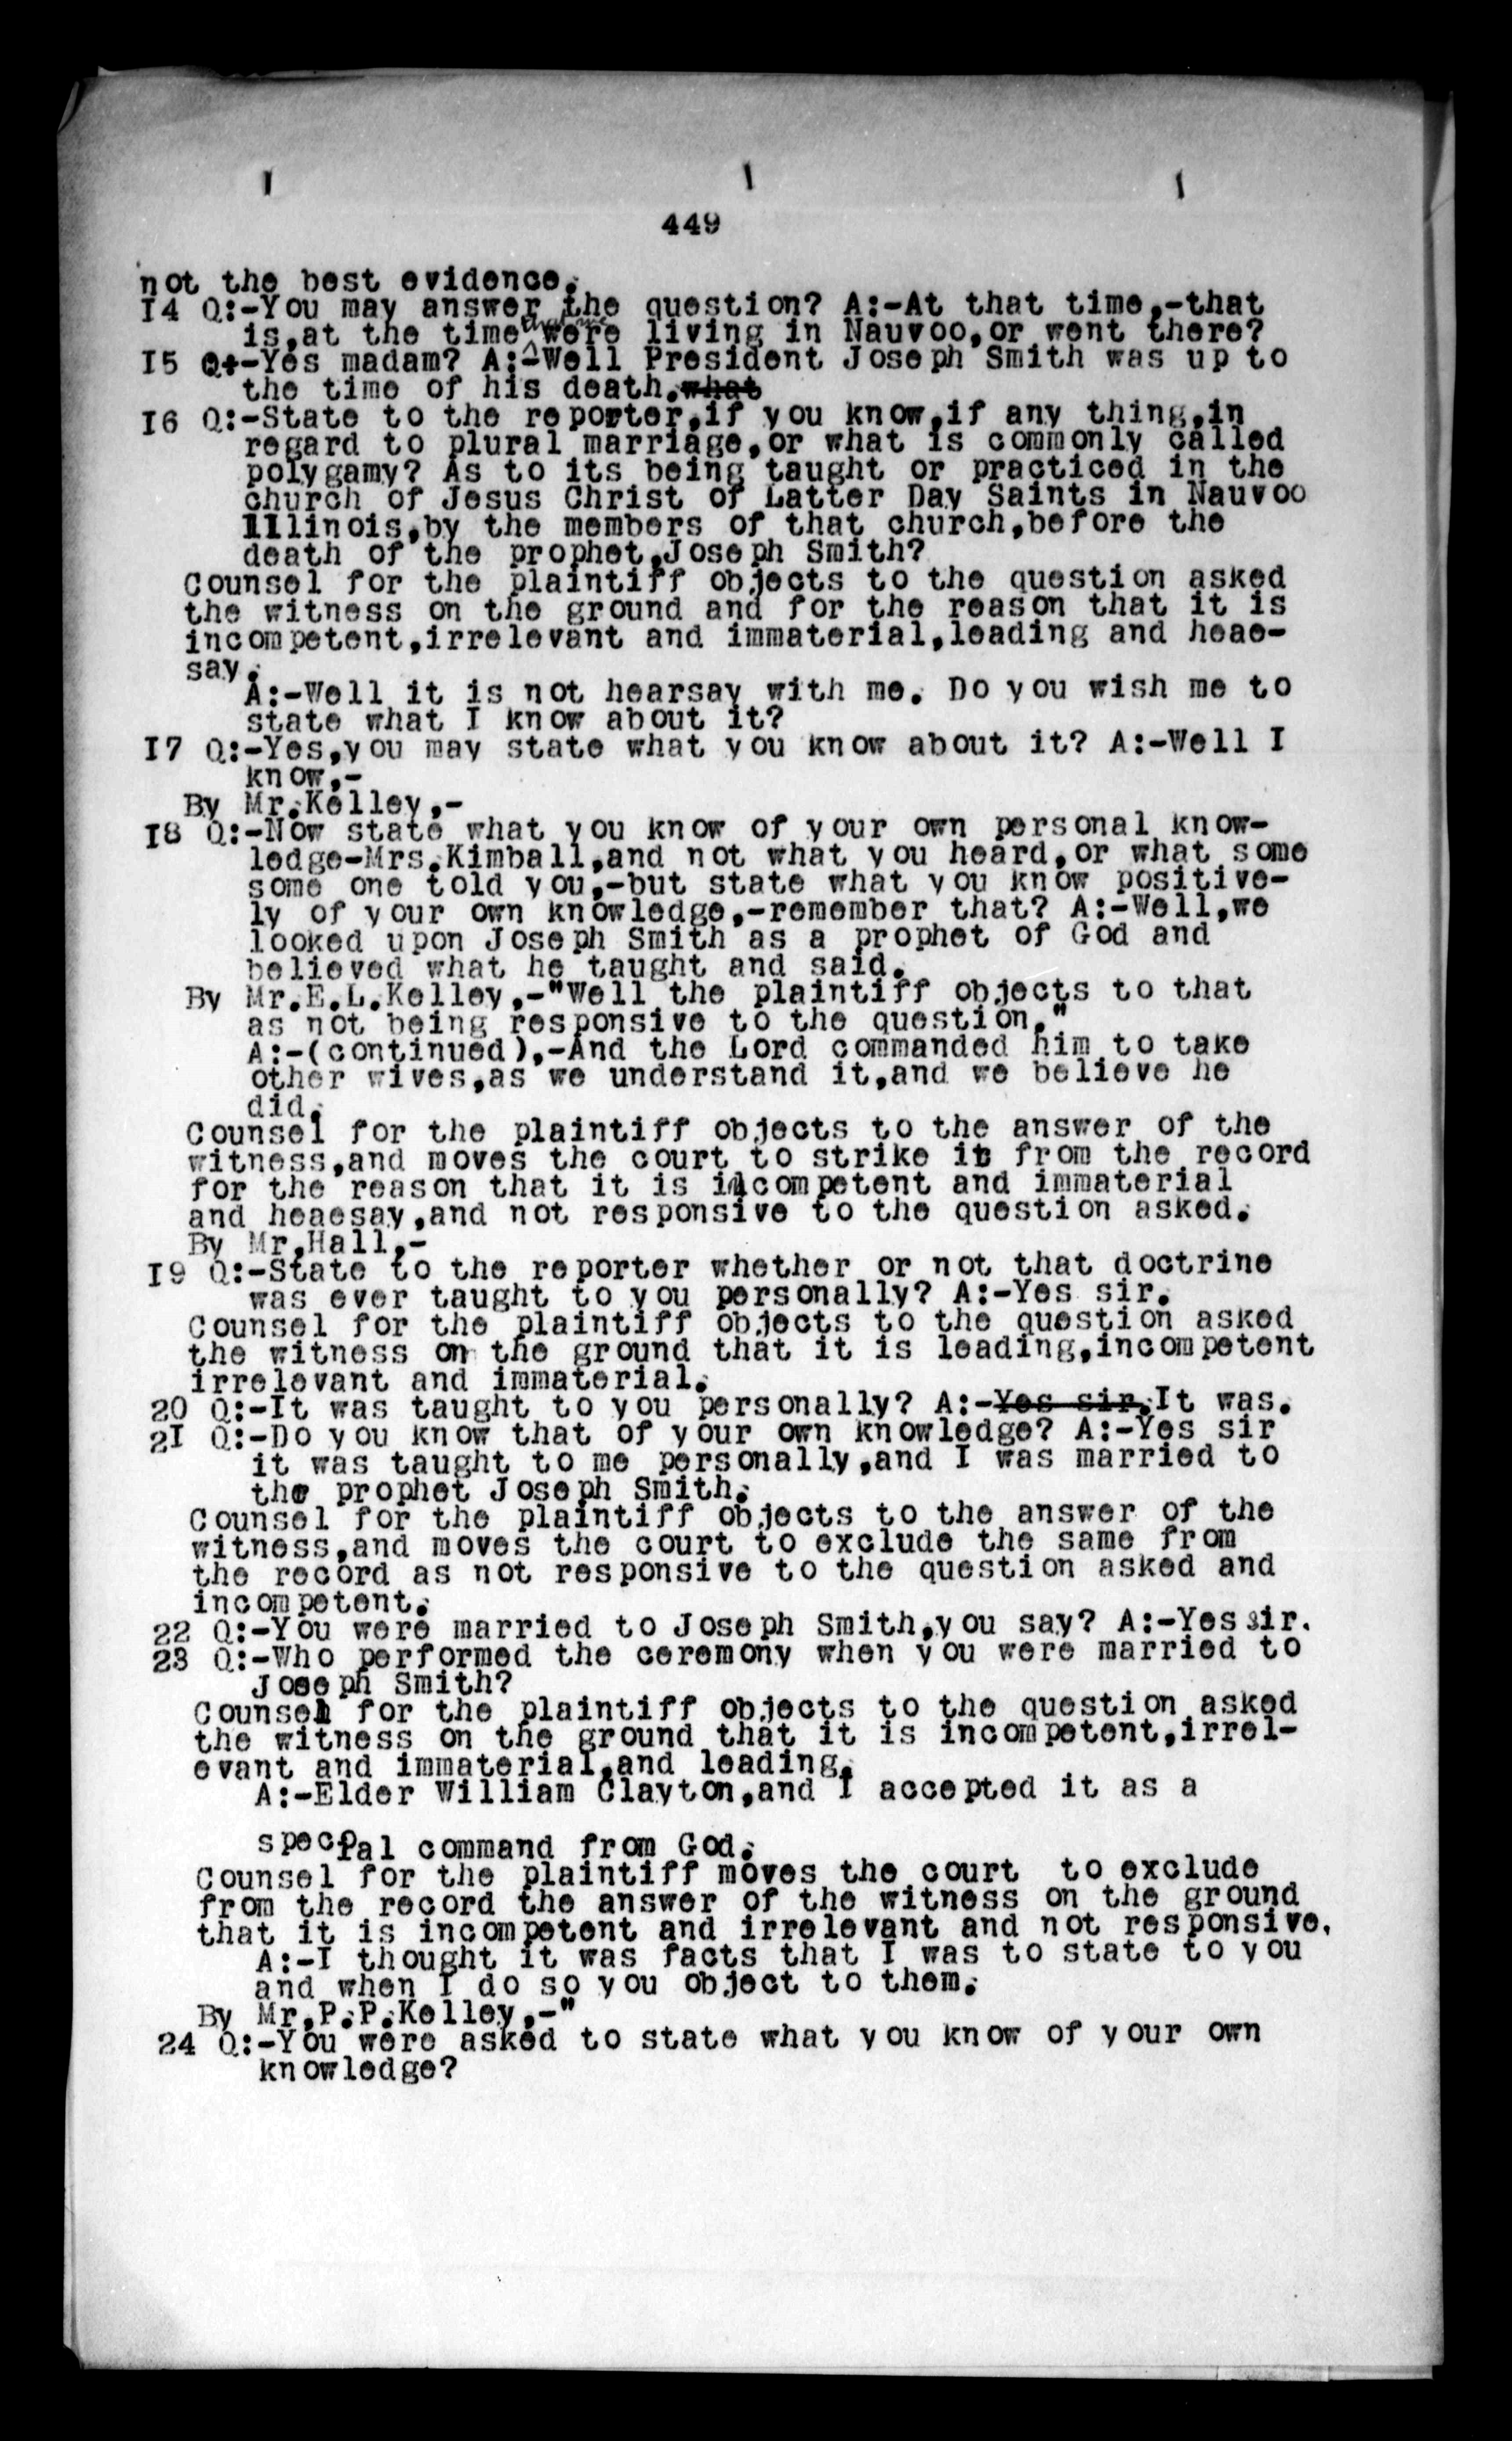 449
not the best evidence.
I4 Q:-You may answer the question? A:-At that time,-that
is,at the time were living in Nauvoo,or went there?
I5 Q+-Yes madam? A:-Well President Joseph Smith was up to
the time of his death.what
I6 Q:-State to the reporter,if you know,if any thing,in
regard to plural marriage,or what is commonly called
polygamy? As to its being taught or practiced in the
church of Jesus Christ of Latter Day Saints in Nauvoo
Illinois,by the members of that church,before the
death of the prophet,Joseph Smith?
Counsel for the plaintiff objects to the question asked
the witness on the ground and for the reason that it is
incompetent,irrelevant and immaterial,leading and heae-
say.
A:-Well it is not hearsay with me. Do you wish me to
state what I know about it?
I7 Q:-Yes,you may state what you know about it? A:-Well I
know,-
By Mr.Kelley,-
I8 Q:-Now state what you know of your own personal know-
ledge-Mrs.Kimball,and not what you heard,or what some
some one told you,-but state what you know positive-
ly of your own knowledge,-remember that? A:-Well,we
looked upon Joseph Smith as a prophet of God and
believed what he taught and said.
By Mr.E.L.Kelley,-"Well the plaintiff objects to that
as not being responsive to the question."
A:-(continued),-And the Lord commanded him to take
other wives,as we understand it,and we believe he
did.
Counsel for the plaintiff objects to the answer of the
witness,and moves the court to strike it from the record
for the reason that it is incompetent and immaterial
and heaesay,and not responsive to the question asked.
By Mr.Hall,-
I9 Q:-State to the reporter whether or not that doctrine
was ever taught to you personally? A:-Yes sir.
Counsel for the plaintiff objects to the question asked
the witness on the ground that it is leading,incompetent
irrelevant and immaterial.
20 Q:-It was taught to you personally? A:-Yes sir.It was.
2I Q:-Do you know that of your own knowledge? A:-Yes sir
it was taught to me personally,and I was married to
the prophet Joseph Smith.
Counsel for the plaintiff objects to the answer of the
witness,and moves the court to exclude the same from
the record as not responsive to the question asked and
incompetent.
22 Q:-You were married to Joseph Smith,you say? A:-Yes sir.
23 Q:-Who performed the ceremony when you were married to
Joseph Smith?
Counsel for the plaintiff objects to the question asked
the witness on the ground that it is incompetent,irrel-
evant and immaterial,and leading.
A:-Elder William Clayton,and I accepted it as a
special command from God.
Counsel for the plaintiff moves the court to exclude
from the record the answer of the witness on the ground
that it is incompetent and irrelevant and not responsive.
A:-I thought it was facts that I was to state to you
and when I do so you object to them.
By Mr.P.P.Kelley,-"
24 Q:-You were asked to state what you know of your own
knowledge?